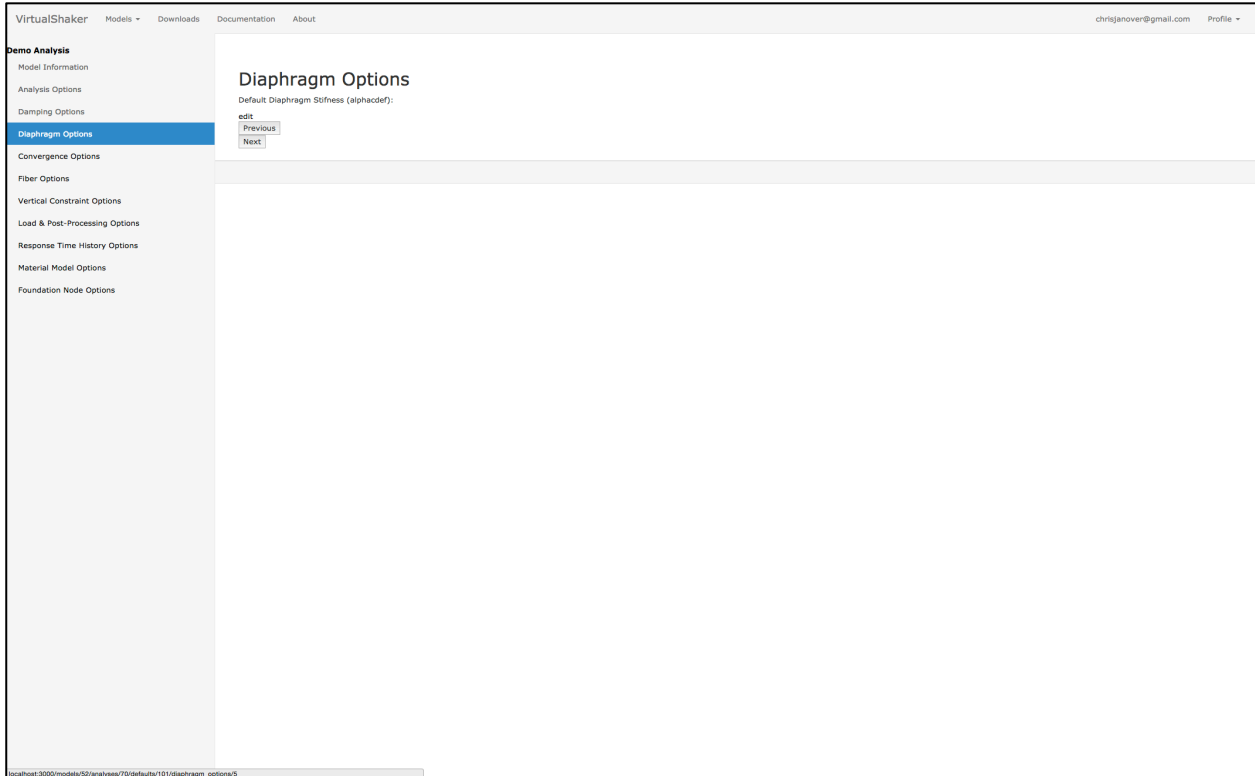 VirtualShaker Models Downloads Documentation About chrisjanover@gmail.com Profile
Demo Analysis
Model Information
Analysis Options
Damping Options
Diaphragm Options
Convergence Options
Fiber Options
Vertical Constraint Options
Load & Post-Processing Options
Response Time History Options
Material Model Options
Foundation Node Options
Diaphragm Options
Default Diaphragm Stifness (alphacdef):
edit
Previous
Next
localhost:3000/models/52/analyses/70/defaults/101/diaphragm_options/5